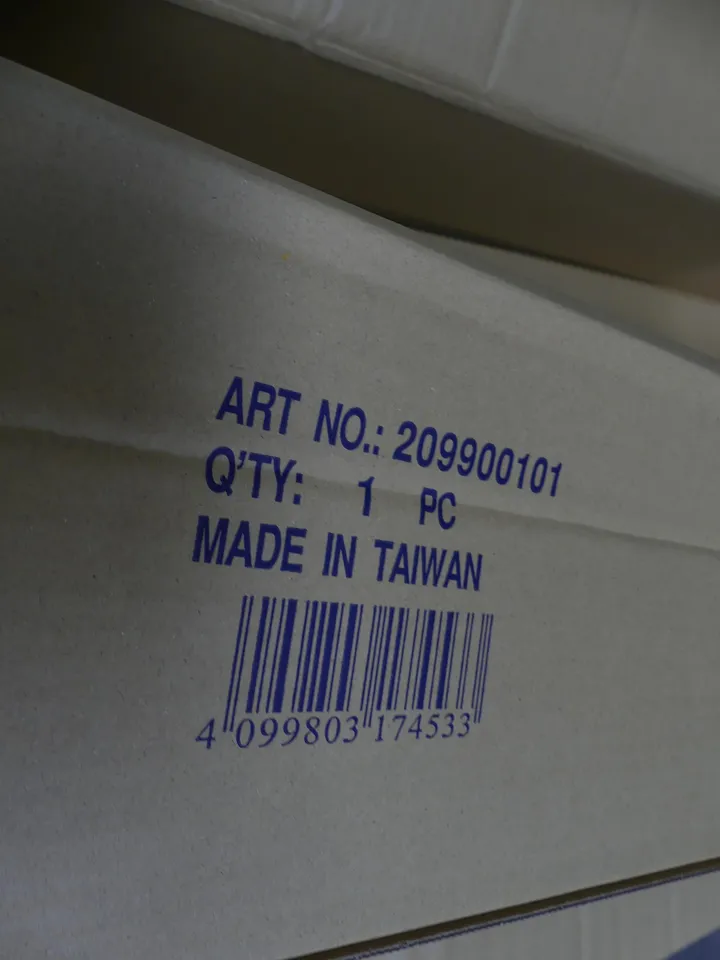 ART NO.: 209900101
Q'TY: 1 PC
MADE IN TAIWAN
4 099803 174533